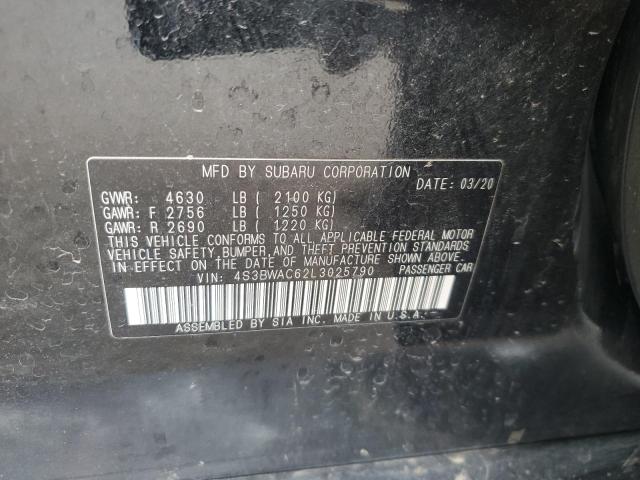 MFD BY SUBARU CORPORATION
DATE: 03/20
GVWR: 4630 LB ( 2100 KG)
GAWR: F 2756 LB ( 1250 KG)
GAWR: R 2690 LB ( 1220 KG)
THIS VEHICLE CONFORMS TO ALL APPLICABLE FEDERAL MOTOR
VEHICLE SAFETY, BUMPER, AND THEFT PREVENTION STANDARDS
IN EFFECT ON THE DATE OF MANUFACTURE SHOWN ABOVE.
VIN: 4S3BWAC62L3025790 PASSENGER CAR
ASSEMBLED BY SIA INC. MADE IN U.S.A.